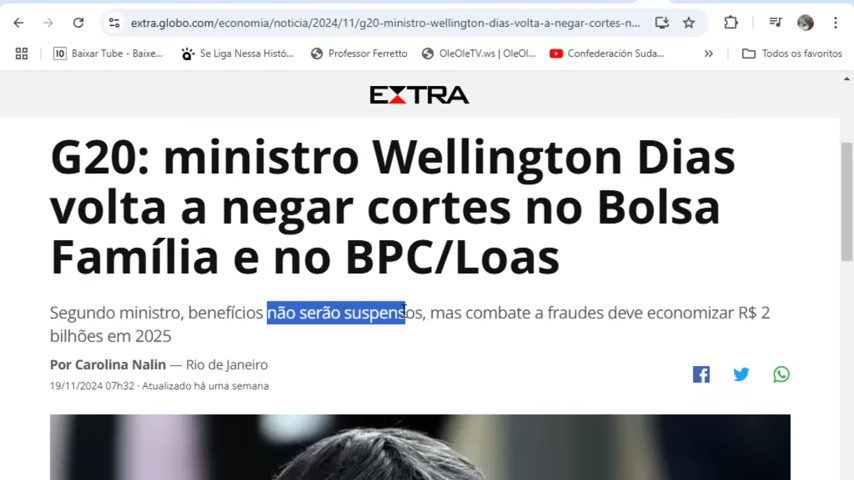 extra.globo.com/economia/noticia/2024/11/g20-ministro-wellington-dias-volta-a-negar-cortes-n...
10 Baixar Tube - Baixe... Se Liga Nessa Histó... Professor Ferretto OleOleTV.ws | OleOl... Confederación Suda... » Todos os favoritos
EXTRA
G20: ministro Wellington Dias
volta a negar cortes no Bolsa
Família e no BPC/Loas
Segundo ministro, benefícios não serão suspensos, mas combate a fraudes deve economizar R$ 2
bilhões em 2025
Por Carolina Nalin — Rio de Janeiro
19/11/2024 07h32 · Atualizado há uma semana